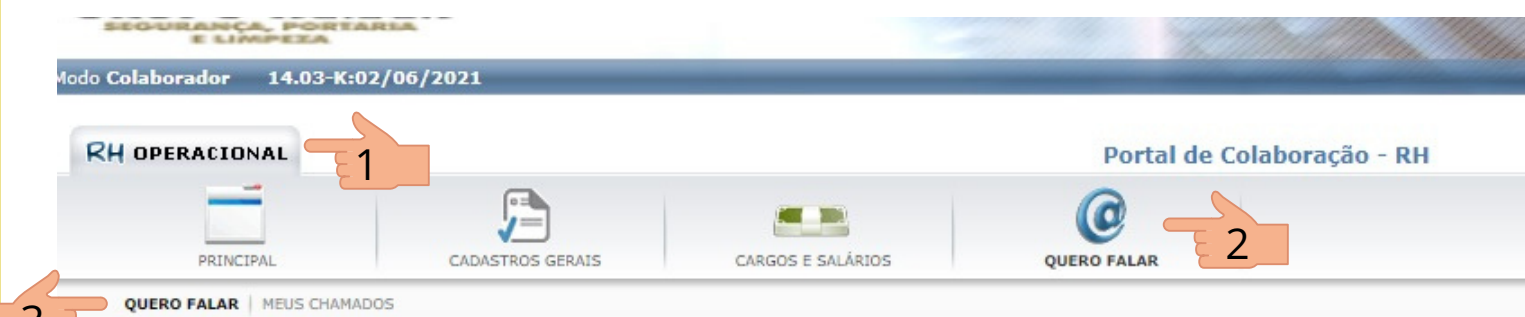 SEGURANÇA, PORTARIA
E LIMPEZA
Modo Colaborador 14.03-K:02/06/2021
RH OPERACIONAL
1
Portal de Colaboração - RH
PRINCIPAL
CADASTROS GERAIS
CARGOS E SALÁRIOS
QUERO FALAR
2
QUERO FALAR | MEUS CHAMADOS